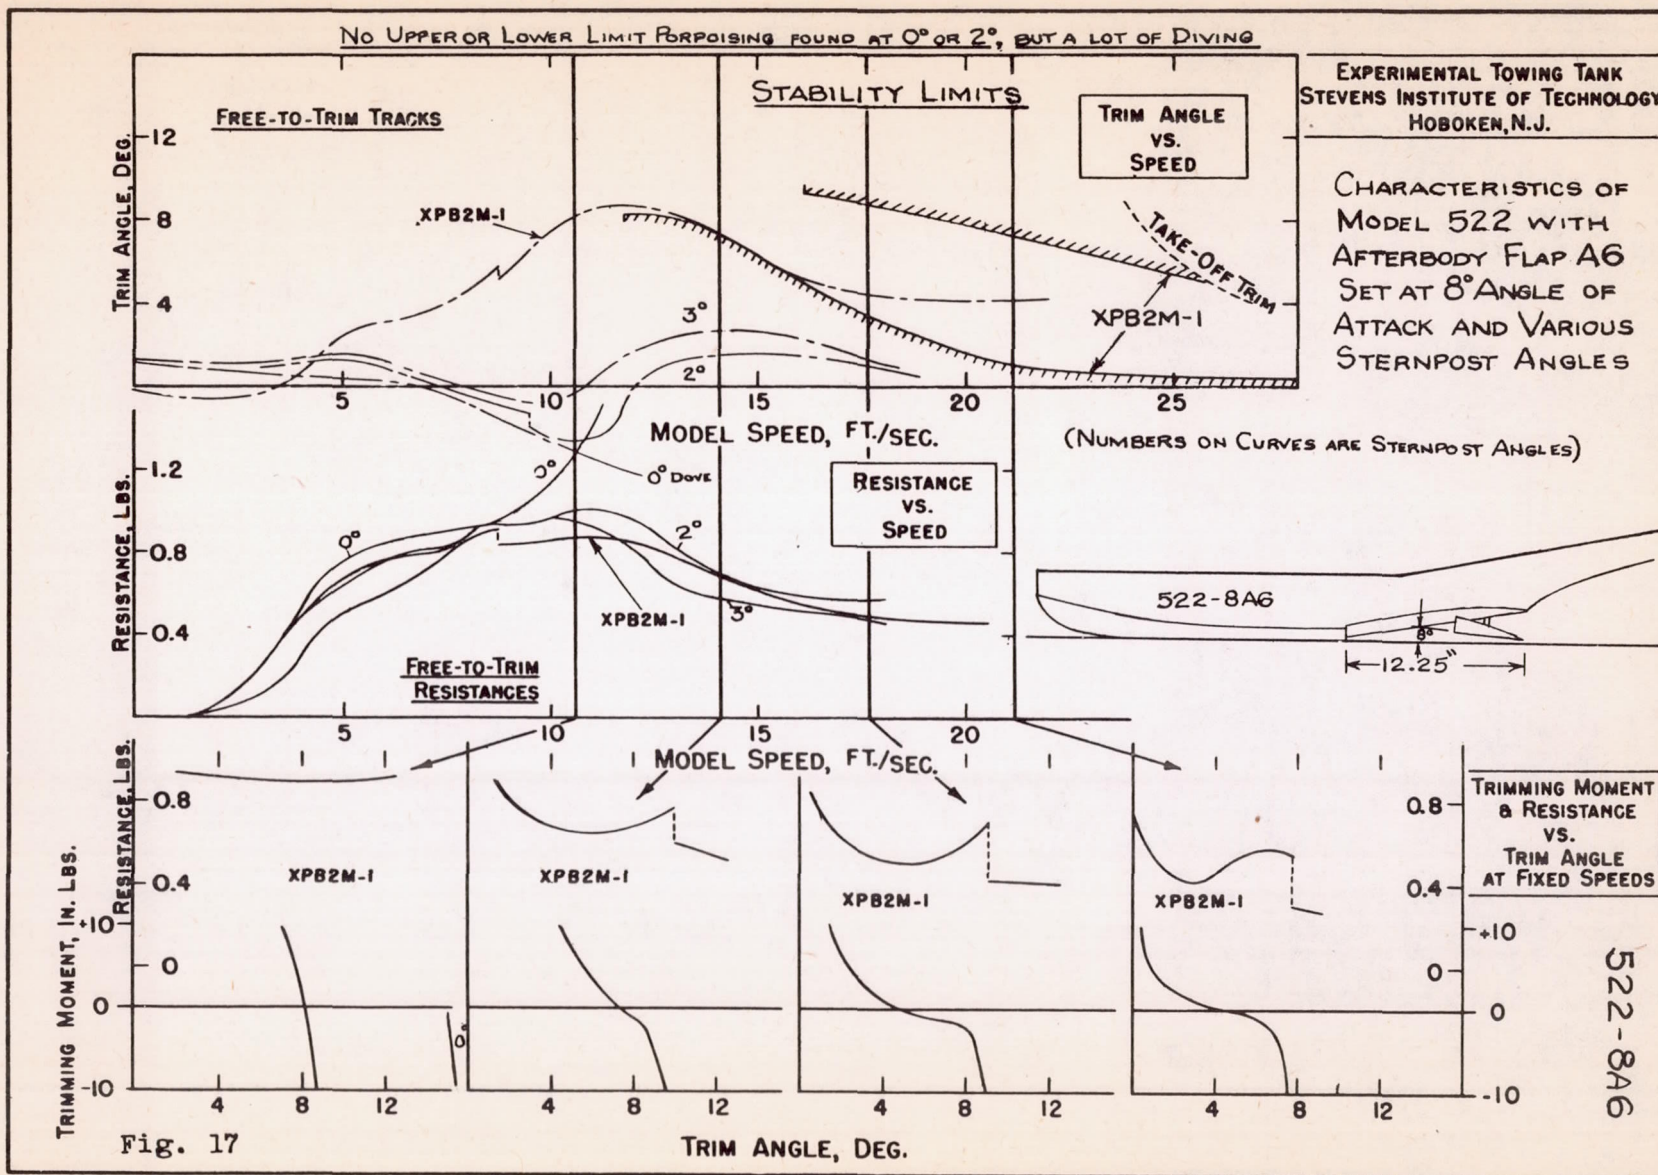 NO UPPER OR LOWER LIMIT PORPOISING FOUND AT 0° OR 2°, BUT A LOT OF DIVING
EXPERIMENTAL TOWING TANK
STEVENS INSTITUTE OF TECHNOLOGY
HOBOKEN, N.J.
CHARACTERISTICS OF
MODEL 522 WITH
AFTERBODY FLAP A6
SET AT 8° ANGLE OF
ATTACK AND VARIOUS
STERNPOST ANGLES
(NUMBERS ON CURVES ARE STERNPOST ANGLES)
STABILITY LIMITS
FREE-TO-TRIM TRACKS
TRIM ANGLE
VS.
SPEED
TRIM ANGLE, DEG.
12
8
4
XPB2M-1
TAKE-OFF TRIM
XPB2M-1
3°
2°
5 10 15 20 25
MODEL SPEED, FT./SEC.
RESISTANCE, LBS.
1.2
0.8
0.4
0°
0° DOVE
0°
2°
3°
XPB2M-1
RESISTANCE
VS.
SPEED
FREE-TO-TRIM
RESISTANCES
5 10 15 20
MODEL SPEED, FT./SEC.
522-8A6
8°
12.25"
RESISTANCE, LBS.
0.8
0.4
TRIMMING MOMENT, IN. LBS.
+10
0
0
-10
XPB2M-1
XPB2M-1
XPB2M-1
XPB2M-1
0°
0.8
0.4
+10
0
0
-10
TRIMMING MOMENT
& RESISTANCE
VS.
TRIM ANGLE
AT FIXED SPEEDS
4 8 12
4 8 12
4 8 12
4 8 12
TRIM ANGLE, DEG.
Fig. 17
522-8A6